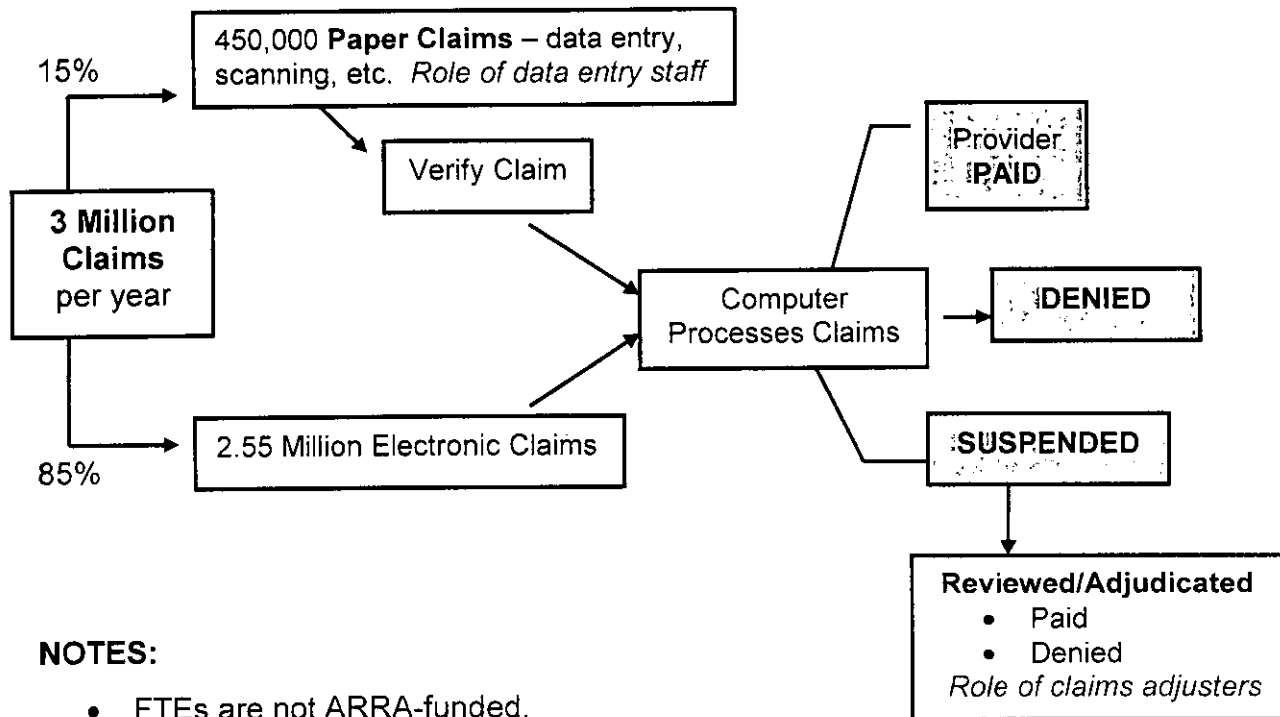 450,000 Paper Claims – data entry,
scanning, etc. Role of data entry staff
15%
Verify Claim
3 Million
Claims
per year
Provider
PAID
Computer
Processes Claims
DENIED
2.55 Million Electronic Claims
85%
SUSPENDED
Reviewed/Adjudicated
• Paid
• Denied
Role of claims adjusters
NOTES:
• FTEs are not ARRA-funded.